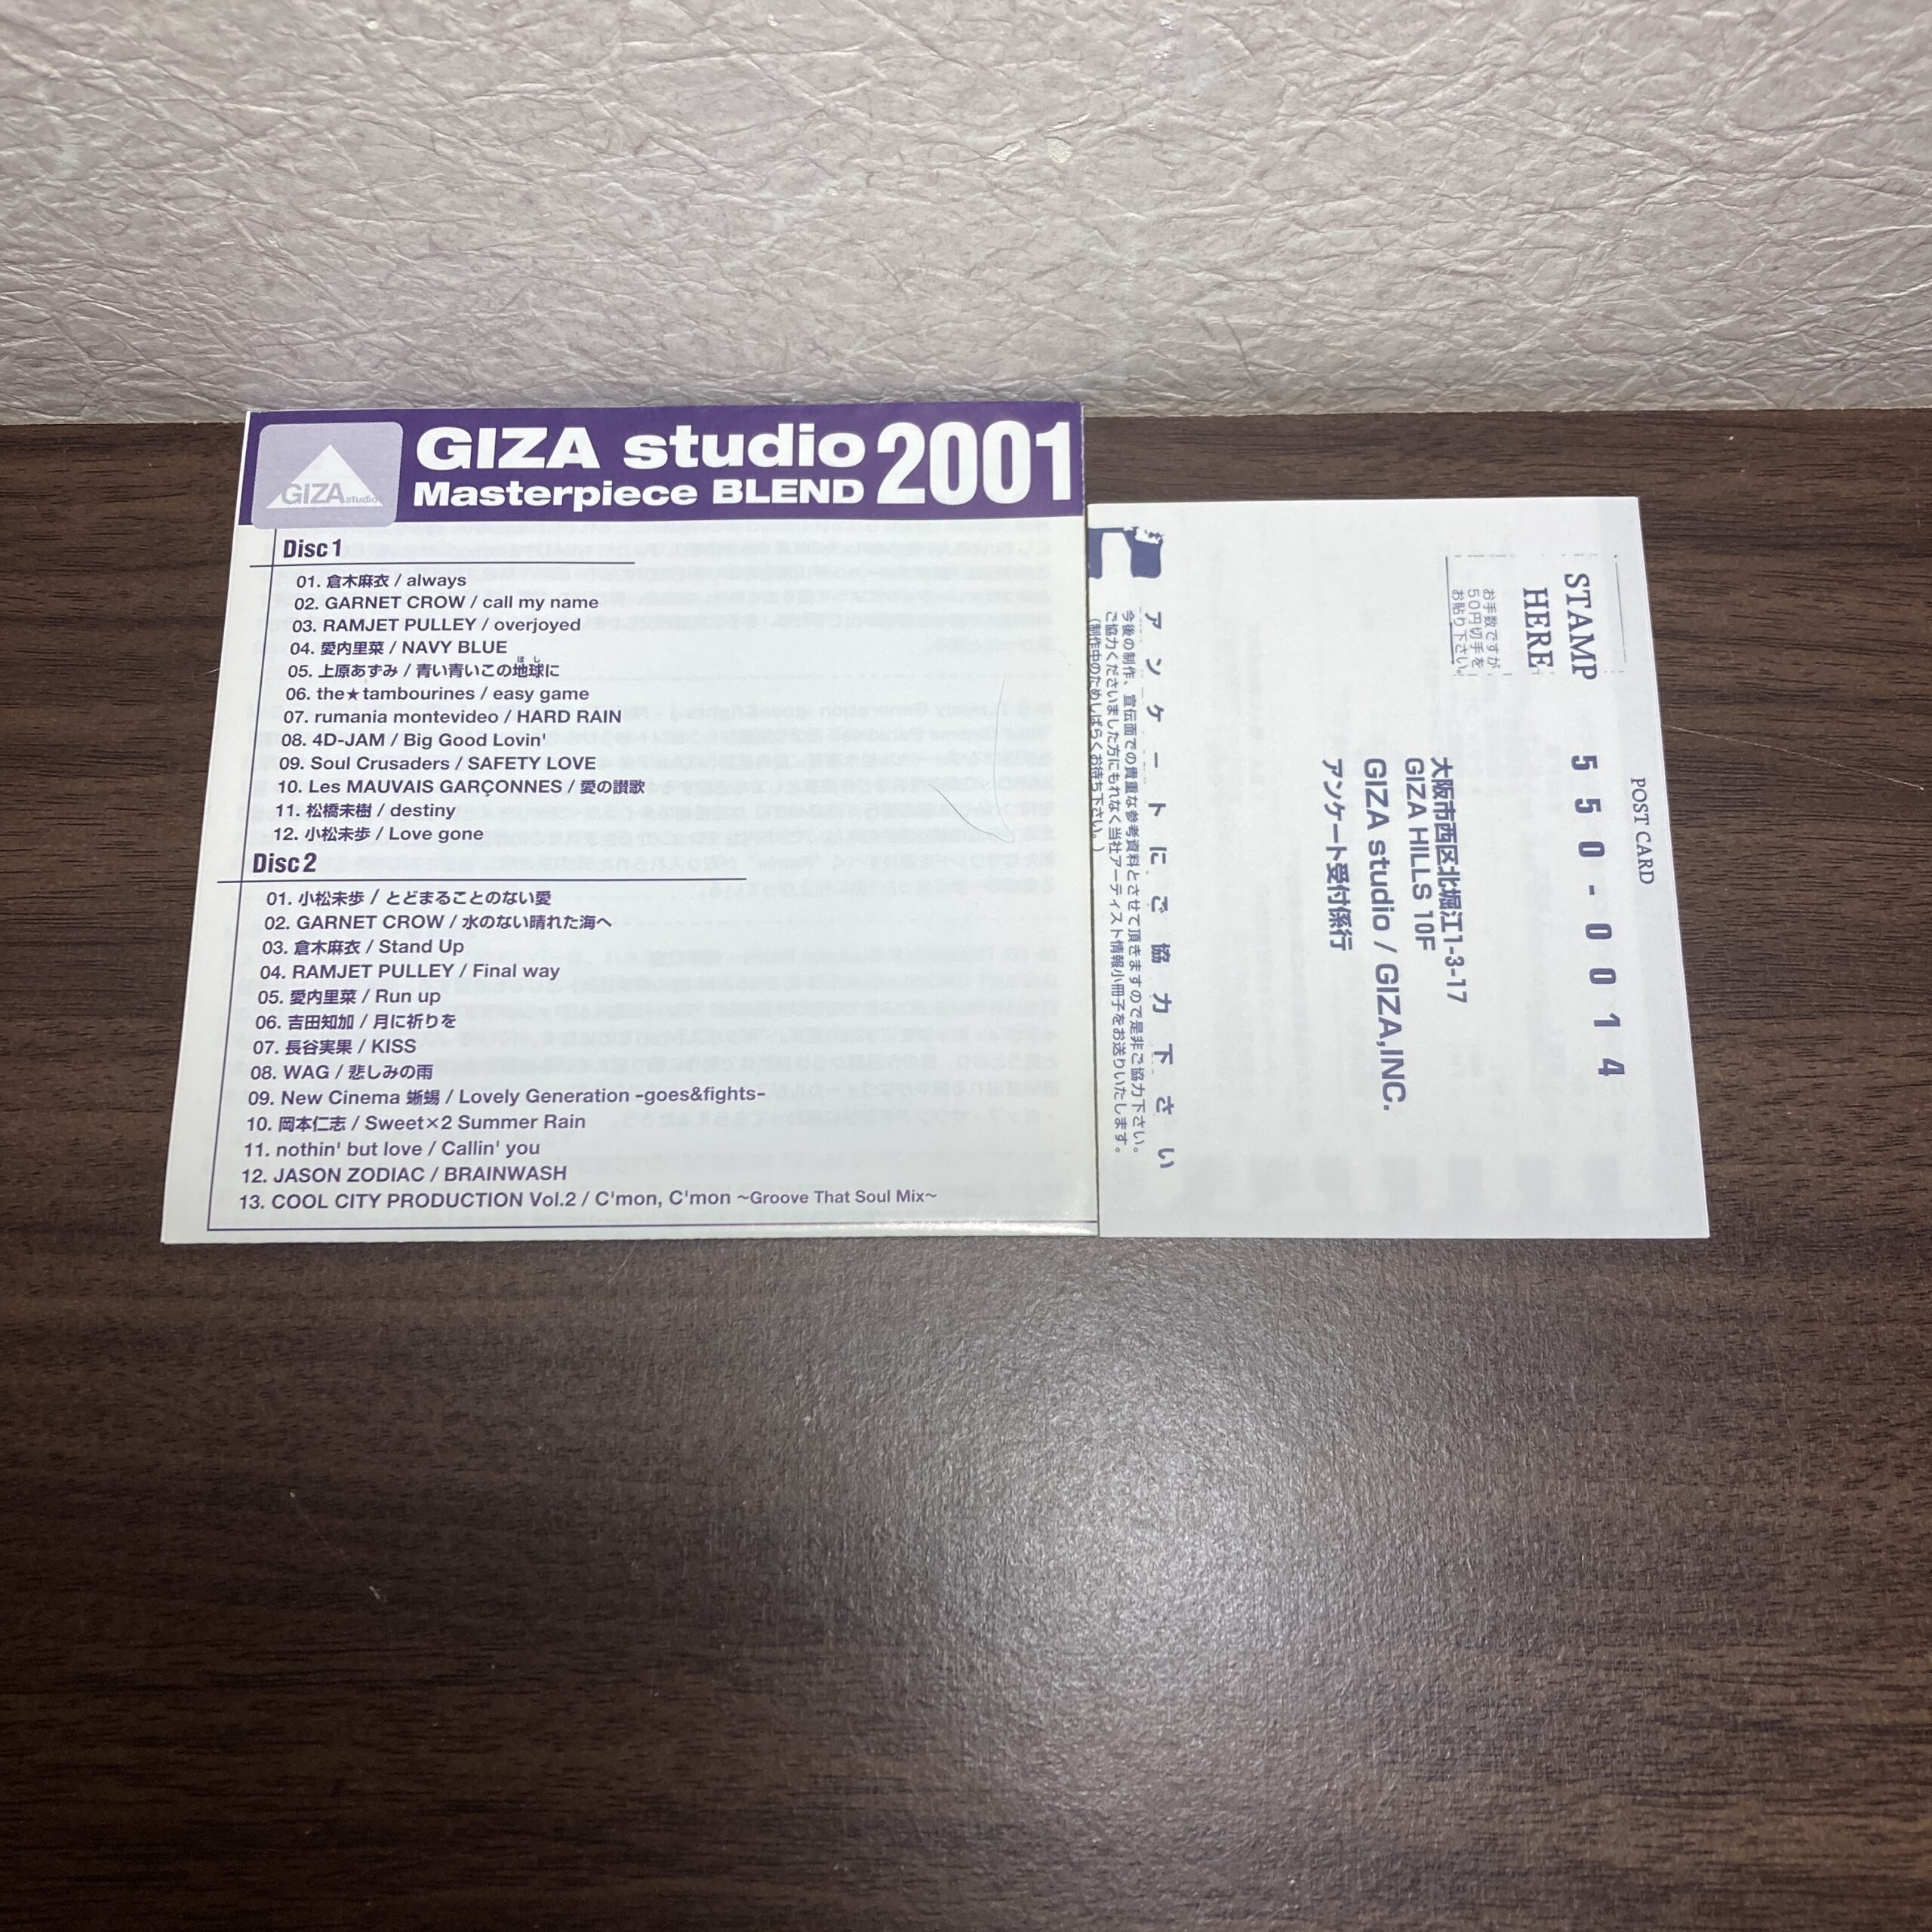 GIZA studio
GIZA studio
Masterpiece BLEND
2001
Disc 1
01. 倉木麻衣 / always
02. GARNET CROW / call my name
03. RAMJET PULLEY / overjoyed
04. 愛内里菜 / NAVY BLUE
05. 上原あずみ / 青い青いこの地球に
ほし
06. the★tambourines / easy game
07. rumania montevideo / HARD RAIN
08. 4D-JAM / Big Good Lovin'
09. Soul Crusaders / SAFETY LOVE
10. Les MAUVAIS GARÇONNES / 愛の讃歌
11. 松橋未樹 / destiny
12. 小松未歩 / Love gone
Disc 2
01. 小松未歩 / とどまることのない愛
02. GARNET CROW / 水のない晴れた海へ
03. 倉木麻衣 / Stand Up
04. RAMJET PULLEY / Final way
05. 愛内里菜 / Run up
06. 吉田知加 / 月に祈りを
07. 長谷実果 / KISS
08. WAG / 悲しみの雨
09. New Cinema 蜥蜴 / Lovely Generation -goes&fights-
10. 岡本仁志 / Sweet×2 Summer Rain
11. nothin' but love / Callin' you
12. JASON ZODIAC / BRAINWASH
13. COOL CITY PRODUCTION Vol.2 / C'mon, C'mon ～Groove That Soul Mix～
POST CARD
STAMP
HERE
お手数ですが
50円切手を
お貼り下さい。
550-0014
大阪市西区北堀江1-3-17
GIZA HILLS 10F
GIZA studio / GIZA,INC.
アンケート受付係行
アンケートにご協力下さい
今後の制作、宣伝面での貴重な参考資料とさせて頂きますので是非ご協力下さい。
ご協力くださいました方にもれなく当社アーティスト情報小冊子をお送りいたします。
(制作中のためしばらくお待ち下さい。)